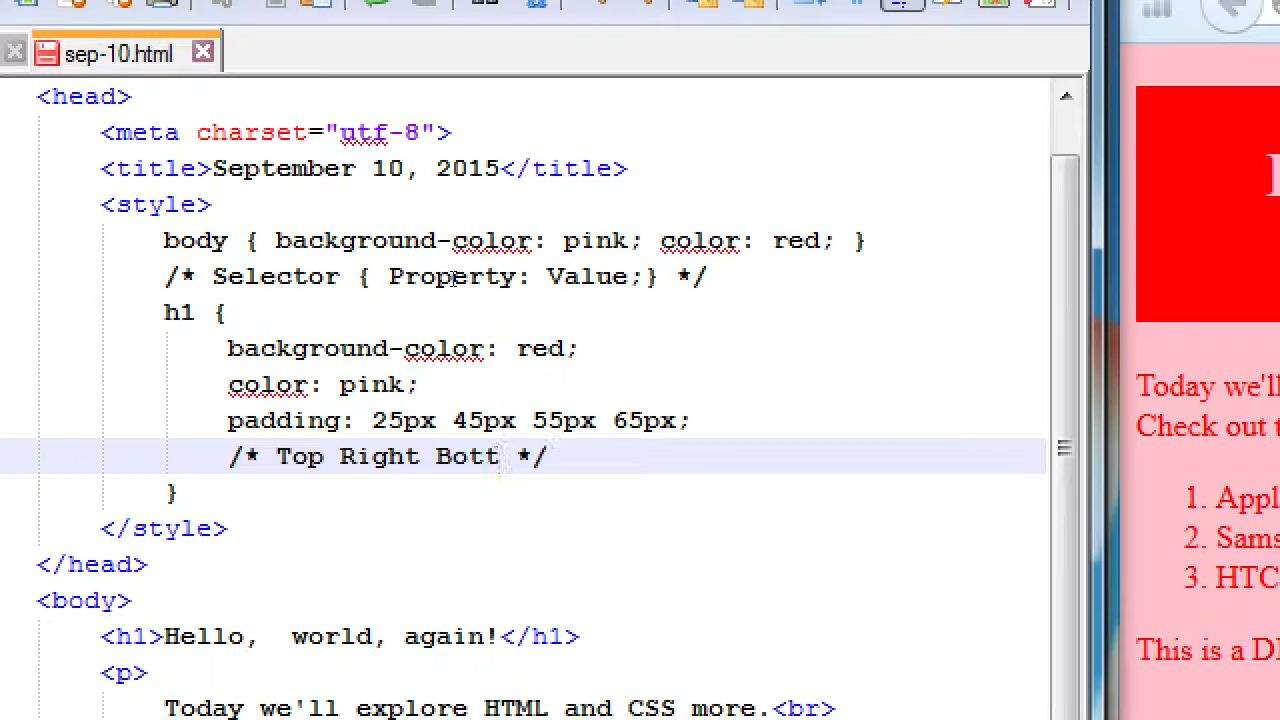 sep-10.html
<head>
<meta charset="utf-8">
<title>September 10, 2015</title>
<style>
body { background-color: pink; color: red; }
/* Selector { Property: Value;} */
h1 {
background-color: red;
color: pink;
padding: 25px 45px 55px 65px;
/* Top Right Bott */
}
</style>
</head>
<body>
<h1>Hello,  world, again!</h1>
<p>
Today we'll explore HTML and CSS more.<br>
Today we'll
Check out t
1. Appl
2. Sams
3. HTC
This is a D